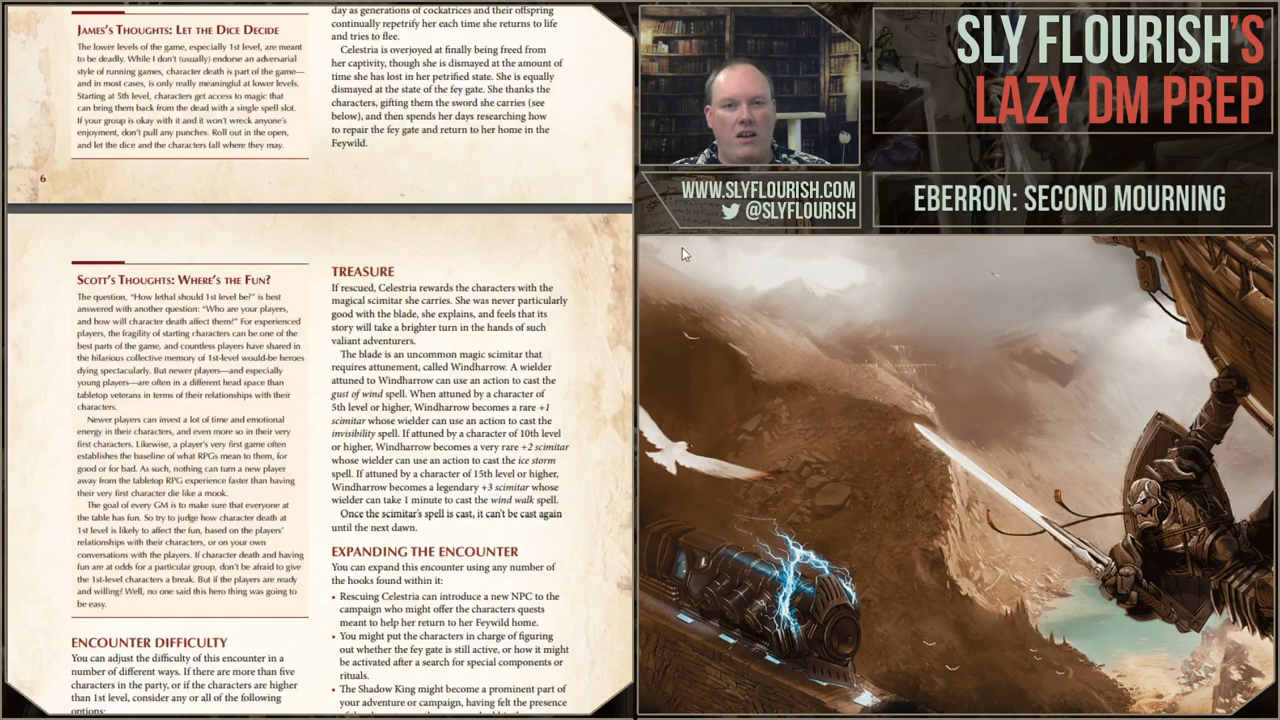 JAMES'S THOUGHTS: LET THE DICE DECIDE
The lower levels of the game, especially 1st level, are meant
to be deadly. While I don't (usually) endorse an adversarial
style of running games, character death is part of the game—
and in most cases, is only really meaningful at lower levels.
Starting at 5th level, characters get access to magic that
can bring them back from the dead with a single spell slot.
If your group is okay with it and it won't wreck anyone's
enjoyment, don't pull any punches. Roll out in the open,
and let the dice and the characters fall where they may.
6
day as generations of cockatrices and their offspring
continually repetrify her each time she returns to life
and tries to flee.
Celestria is overjoyed at finally being freed from
her captivity, though she is dismayed at the amount of
time she has lost in her petrified state. She is equally
dismayed at the state of the fey gate. She thanks the
characters, gifting them the sword she carries (see
below), and then spends her days researching how
to repair the fey gate and return to her home in the
Feywild.
SCOTT'S THOUGHTS: WHERE'S THE FUN?
The question, "How lethal should 1st level be?" is best
answered with another question: "Who are your players,
and how will character death affect them?" For experienced
players, the fragility of starting characters can be one of the
best parts of the game, and countless players have shared in
the hilarious collective memory of 1st-level would-be heroes
dying spectacularly. But newer players—and especially
young players—are often in a different head space than
tabletop veterans in terms of their relationships with their
characters.
Newer players can invest a lot of time and emotional
energy in their characters, and even more so in their very
first characters. Likewise, a player's very first game often
establishes the baseline of what RPGs mean to them, for
good or for bad. As such, nothing can turn a new player
away from the tabletop RPG experience faster than having
their very first character die like a mook.
The goal of every GM is to make sure that everyone at
the table has fun. So try to judge how character death at
1st level is likely to affect the fun, based on the players'
relationships with their characters, or on your own
conversations with the players. If character death and having
fun are at odds for a particular group, don't be afraid to give
the 1st-level characters a break. But if the players are ready
and willing? Well, no one said this hero thing was going to
be easy.
ENCOUNTER DIFFICULTY
You can adjust the difficulty of this encounter in a
number of different ways. If there are more than five
characters in the party, or if the characters are higher
than 1st level, consider any or all of the following
options:
TREASURE
If rescued, Celestria rewards the characters with the
magical scimitar she carries. She was never particularly
good with the blade, she explains, and feels that its
story will take a brighter turn in the hands of such
valiant adventurers.
The blade is an uncommon magic scimitar that
requires attunement, called Windharrow. A wielder
attuned to Windharrow can use an action to cast the
gust of wind spell. When attuned by a character of
5th level or higher, Windharrow becomes a rare +1
scimitar whose wielder can use an action to cast the
invisibility spell. If attuned by a character of 10th level
or higher, Windharrow becomes a very rare +2 scimitar
whose wielder can use an action to cast the ice storm
spell. If attuned by a character of 15th level or higher,
Windharrow becomes a legendary +3 scimitar whose
wielder can take 1 minute to cast the wind walk spell.
Once the scimitar's spell is cast, it can't be cast again
until the next dawn.
EXPANDING THE ENCOUNTER
You can expand this encounter using any number of
the hooks found within it:
• Rescuing Celestria can introduce a new NPC to the
campaign who might offer the characters quests
meant to help her return to her Feywild home.
• You might put the characters in charge of figuring
out whether the fey gate is still active, or how it might
be activated after a search for special components or
rituals.
• The Shadow King might become a prominent part of
your adventure or campaign, having felt the presence
SLY FLOURISH'S
LAZY DM PREP
WWW.SLYFLOURISH.COM
@SLYFLOURISH
EBERRON: SECOND MOURNING